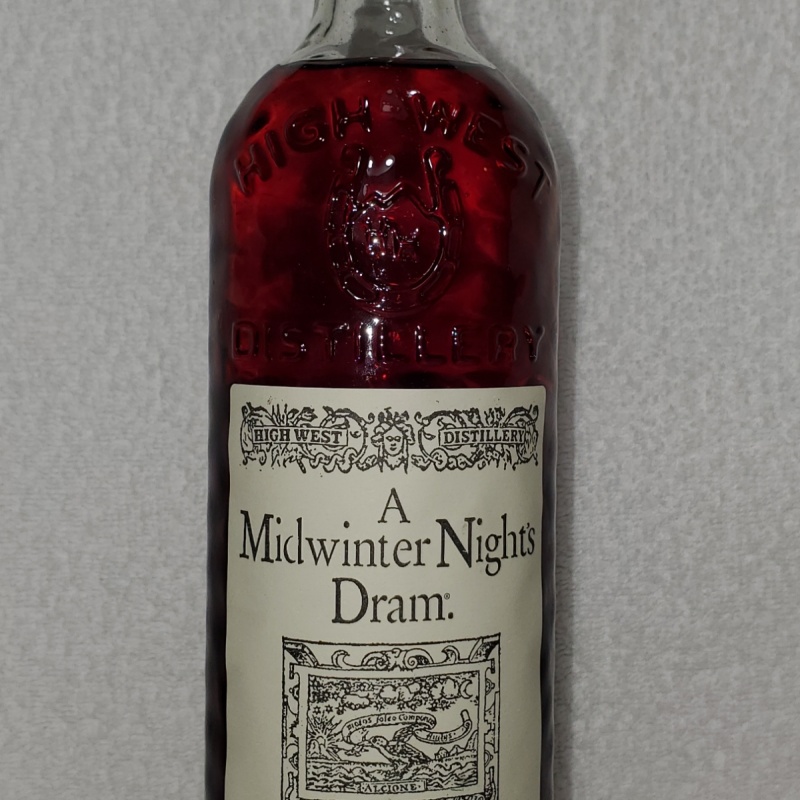 HIGH WEST
DISTILLERY
HIGH WEST DISTILLERY
A
Midwinter Night's
Dram.®
ALCIONE